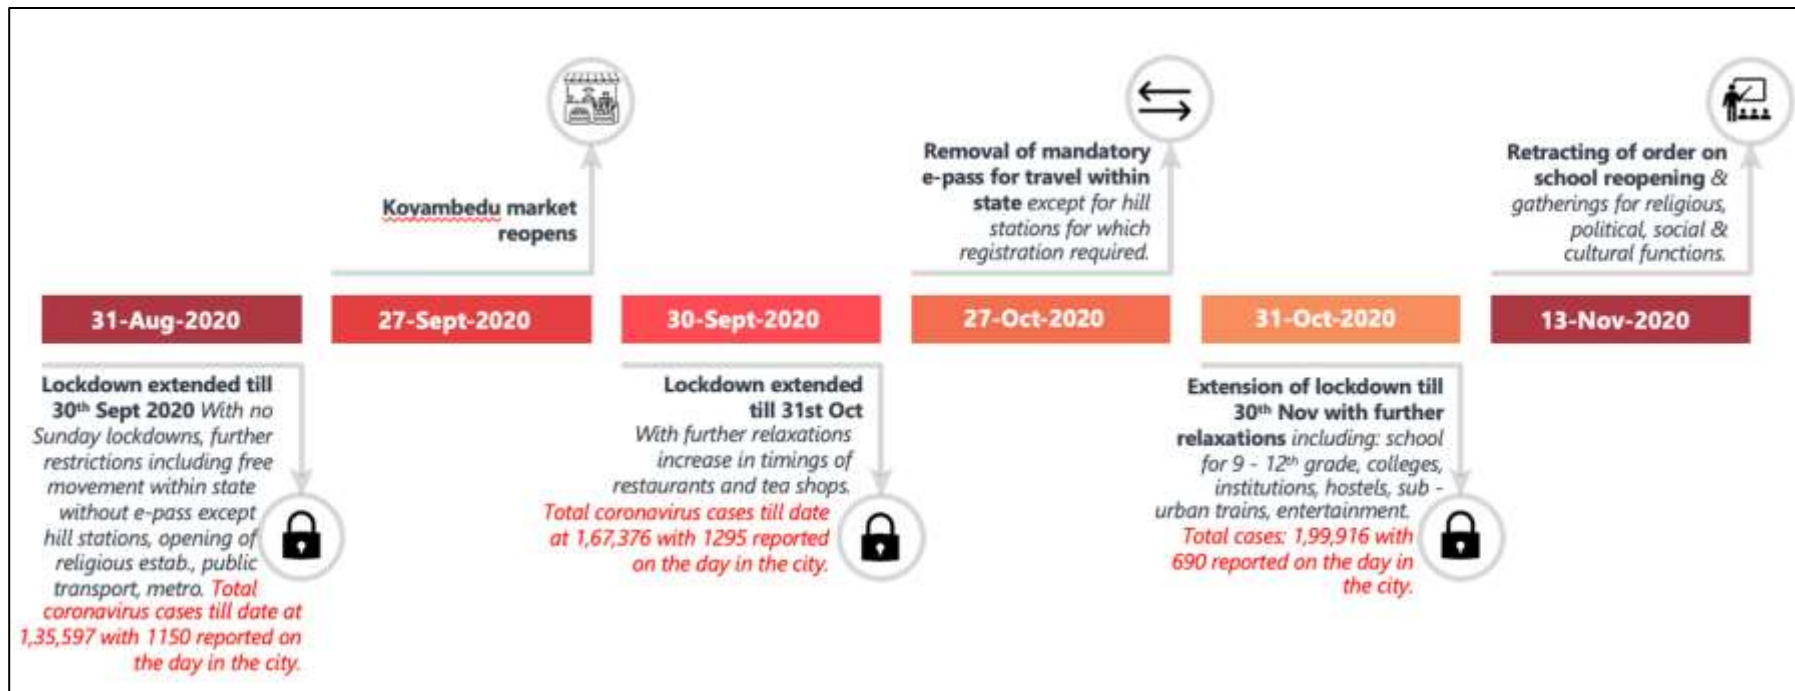 Koyambedu market
reopens
Removal of mandatory
e-pass for travel within
state except for hill
stations for which
registration required.
Retracting of order on
school reopening &
gatherings for religious,
political, social &
cultural functions.
31-Aug-2020
27-Sept-2020
30-Sept-2020
27-Oct-2020
31-Oct-2020
13-Nov-2020
Lockdown extended till
30th Sept 2020 With no
Sunday lockdowns, further
restrictions including free
movement within state
without e-pass except
hill stations, opening of
religious estab., public
transport, metro. Total
coronavirus cases till date at
1,35,597 with 1150 reported on
the day in the city.
Lockdown extended
till 31st Oct
With further relaxations
increase in timings of
restaurants and tea shops.
Total coronavirus cases till date
at 1,67,376 with 1295 reported
on the day in the city.
Extension of lockdown till
30th Nov with further
relaxations including: school
for 9 - 12th grade, colleges,
institutions, hostels, sub -
urban trains, entertainment.
Total cases: 1,99,916 with
690 reported on the day in
the city.